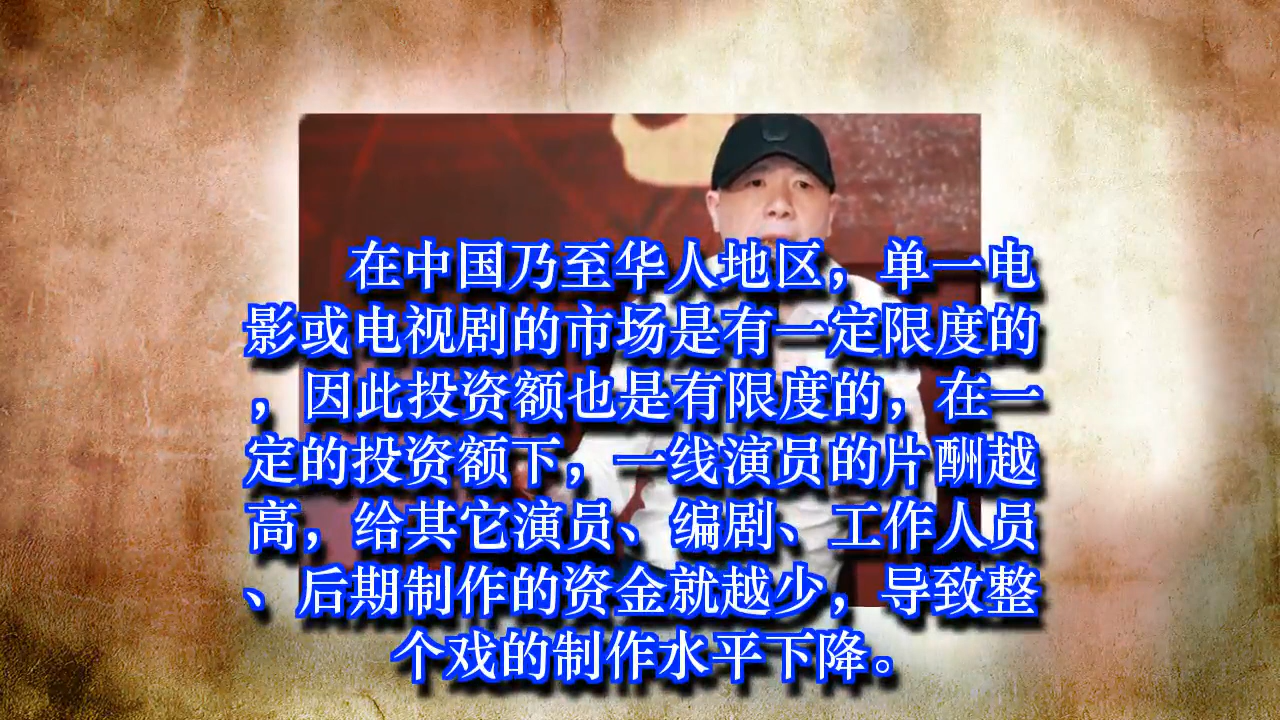 在中国乃至华人地区，单一电
影或电视剧的市场是有一定限度的
，因此投资额也是有限度的，在一
定的投资额下，一线演员的片酬越
高，给其它演员、编剧、工作人员
、后期制作的资金就越少，导致整
个戏的制作水平下降。